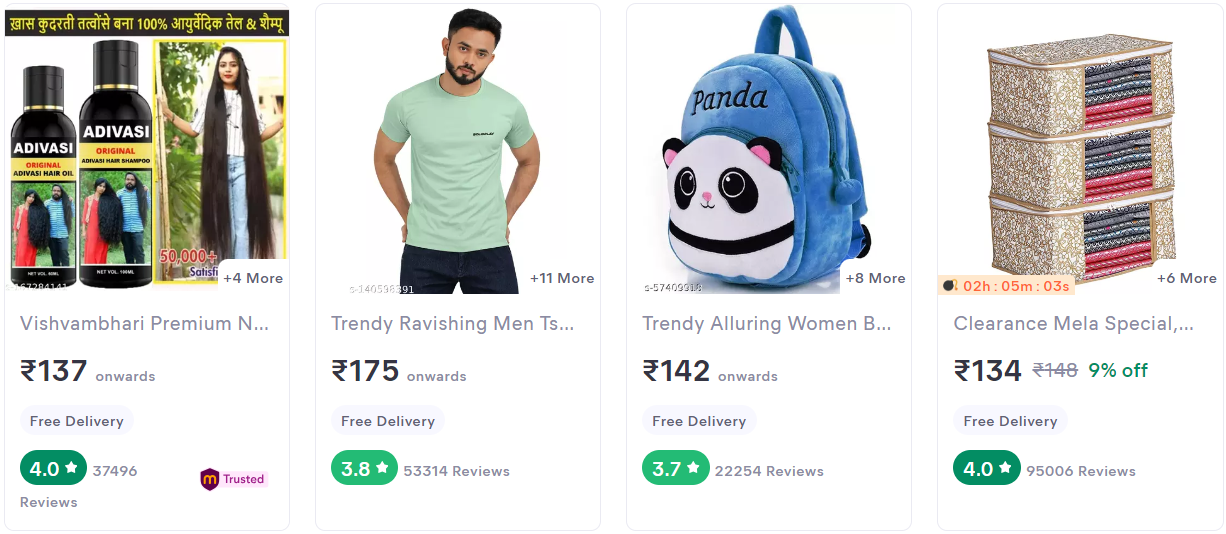 ख़ास कुदरती तत्वोंसे बना 100% आयुर्वेदिक तेल & शैम्पू
ADIVASI
ORIGINAL
ADIVASI HAIR OIL
NET VOL. 60ML
ADIVASI
ORIGINAL
ADIVASI HAIR SHAMPOO
NET VOL. 100ML
50,000+
+4 More
s-167284141
Vishvambhari Premium N...
₹137 onwards
Free Delivery
4.0 ★ 37496
Reviews
m Trusted
+11 More
s-140598391
Trendy Ravishing Men Ts...
₹175 onwards
Free Delivery
3.8 ★ 53314 Reviews
Panda
+8 More
s-57409918
Trendy Alluring Women B...
₹142 onwards
Free Delivery
3.7 ★ 22254 Reviews
+6 More
02h : 05m : 03s
Clearance Mela Special,...
₹134 ₹148 9% off
Free Delivery
4.0 ★ 95006 Reviews